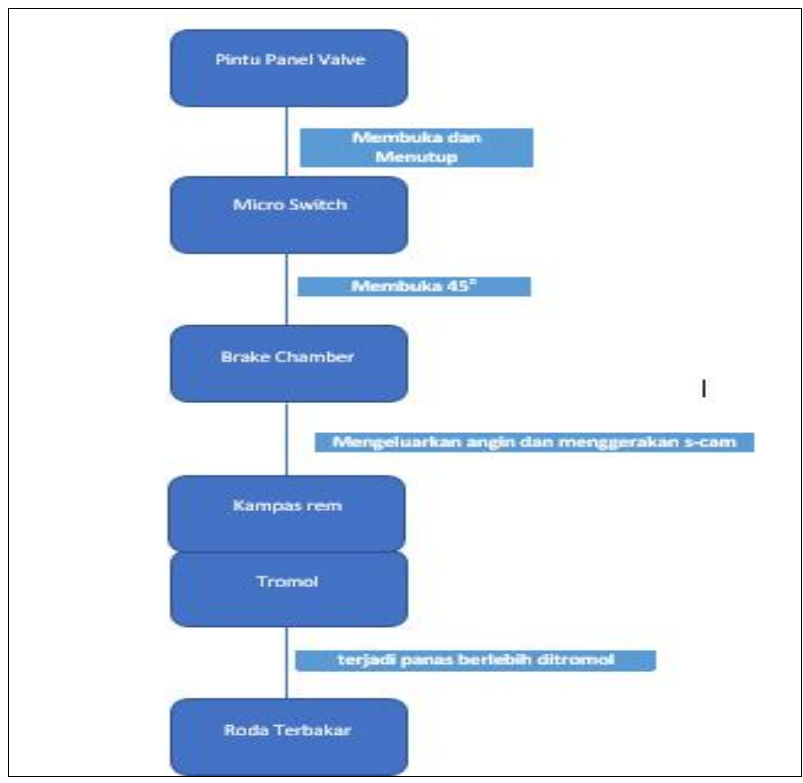 Pintu Panel Valve
Membuka dan
Menutup
Micro Switch
Membuka 45°
Brake Chamber
Mengeluarkan angin dan menggerakan s-cam
Kampas rem
Tromol
terjadi panas berlebih ditromol
Roda Terbakar